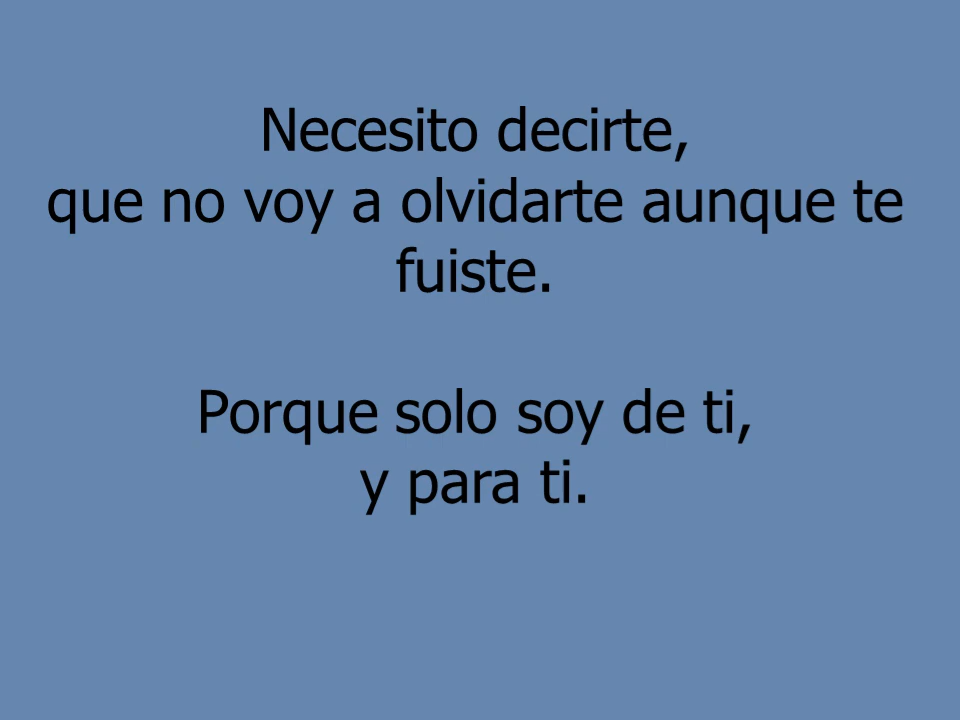 Necesito decirte,
que no voy a olvidarte aunque te
fuiste.
Porque solo soy de ti,
y para ti.